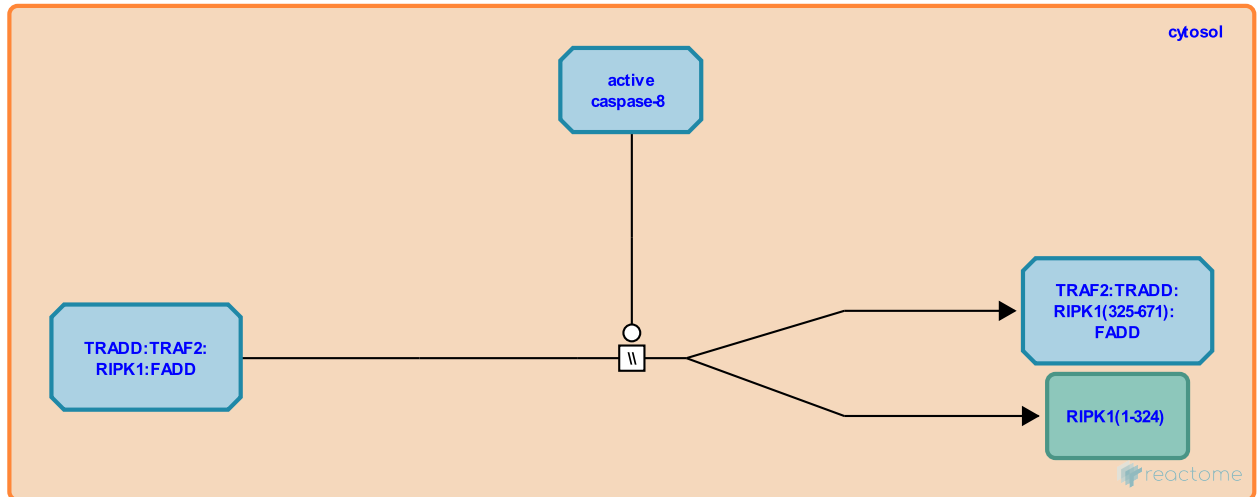 cytosol
active
caspase-8
TRAF2:TRADD:
RIPK1(325-671):
FADD
TRADD:TRAF2:
RIPK1:FADD
\\
RIPK1(1-324)
reactome